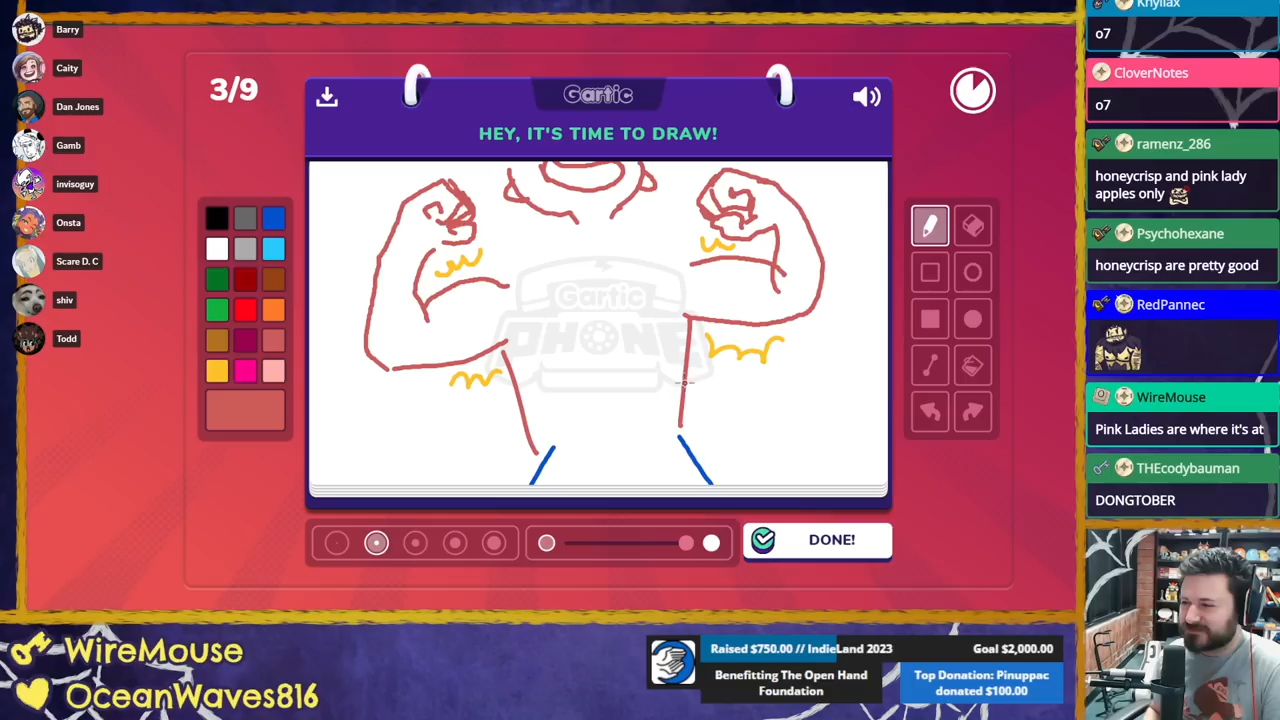 Barry
Caity
Dan Jones
Gamb
invisoguy
Onsta
Scare D. C
shiv
Todd
3/9
Gartic
HEY, IT'S TIME TO DRAW!
Gartic
PHONE
DONE!
Khyllax
o7
CloverNotes
o7
ramenz_286
honeycrisp and pink lady
apples only
Psychohexane
honeycrisp are pretty good
RedPannec
WireMouse
Pink Ladies are where it's at
THEcodybauman
DONGTOBER
WireMouse
OceanWaves816
Raised $750.00 // IndieLand 2023
Goal $2,000.00
Benefitting The Open Hand
Foundation
Top Donation: Pinuppac
donated $100.00